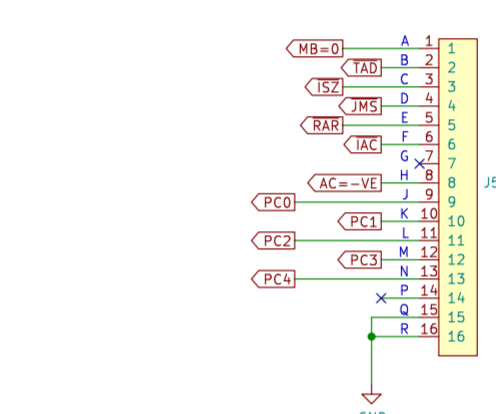 MB=0 A 1 1
TAD B 2 2
ISZ C 3 3
JMS D 4 4
RAR E 5 5
IAC F 6 6
G 7 7
AC=-VE H 8 8
PC0 J 9 9
PC1 K 10 10
PC2 L 11 11
PC3 M 12 12
PC4 N 13 13
P 14 14
Q 15 15
R 16 16